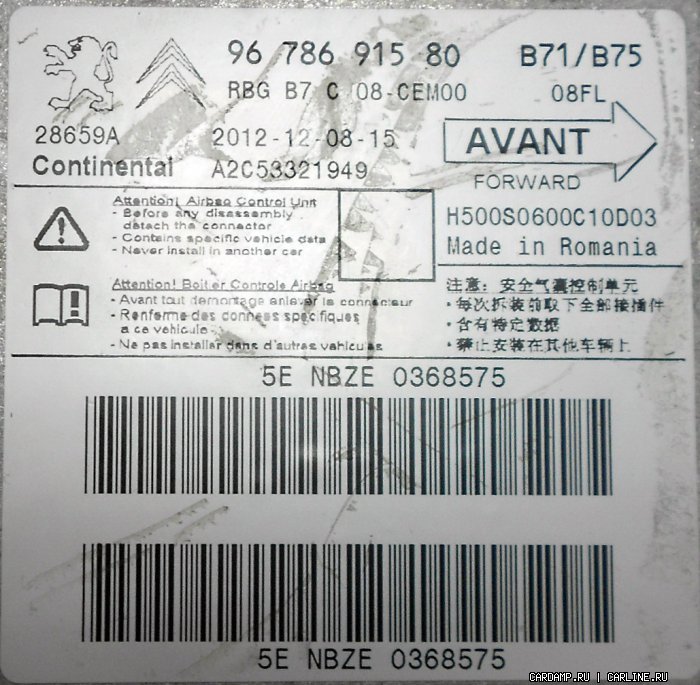 96 786 915 80 B71/B75
RBG B7 C 08-CEM00 08FL
28659A 2012-12-08-15 AVANT
Continental A2C53321949 FORWARD
Attention! Airbag Control Unit
- Before any disassembly
detach the connector
- Contains specific vehicle data
- Never install in another car
H500S0600C10D03
Made in Romania
Attention! Boitier Controle Airbag
- Avant tout demontage enlever le connecteur
- Renferme des donnees specifiques
a ce vehicule
- Ne pas installer dans d'autres vehicules
注意: 安全气囊控制单元
• 每次拆装前取下全部接插件
• 含有特定数据
• 禁止安装在其他车辆上
5E NBZE 0368575
5E NBZE 0368575
CARDAMP.RU | CARLINE.RU